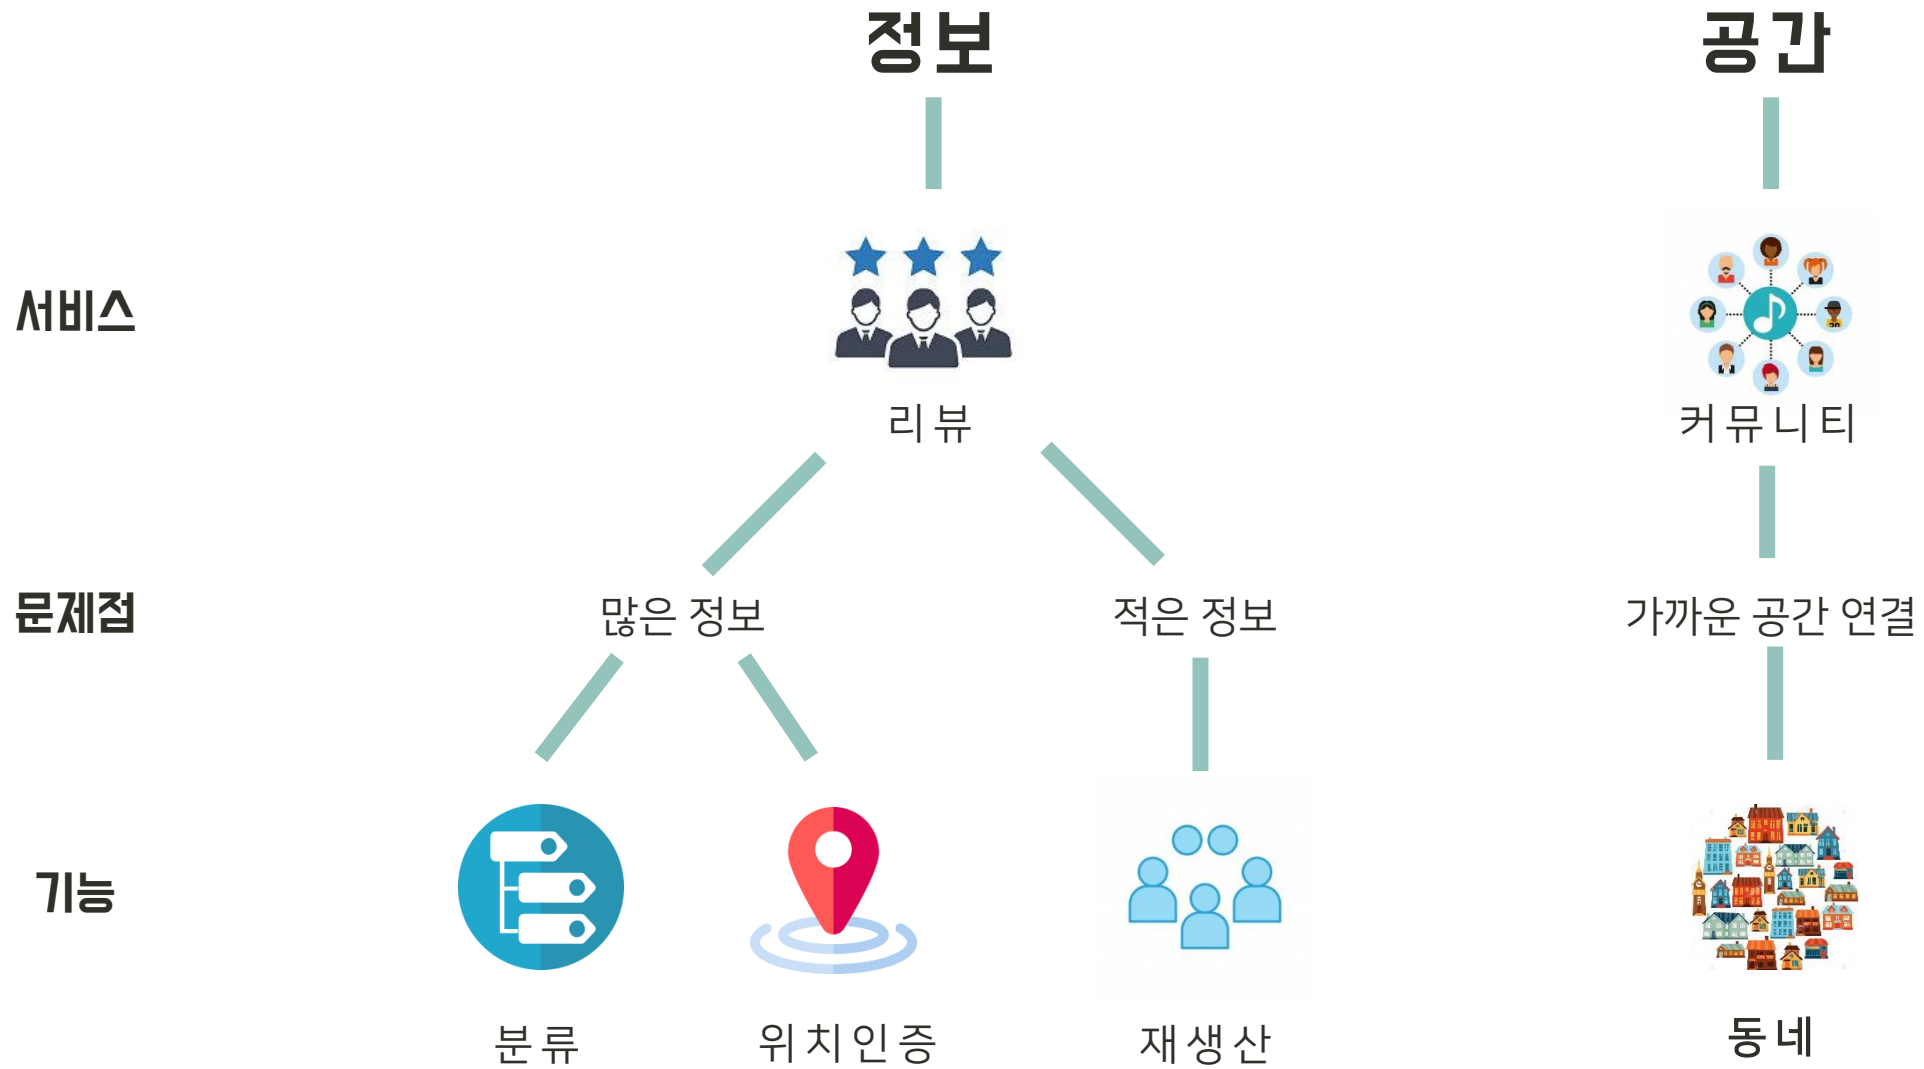 정보
공간
서비스
리뷰
커뮤니티
문제점
많은 정보
적은 정보
가까운 공간 연결
기능
분류
위치인증
재생산
동네